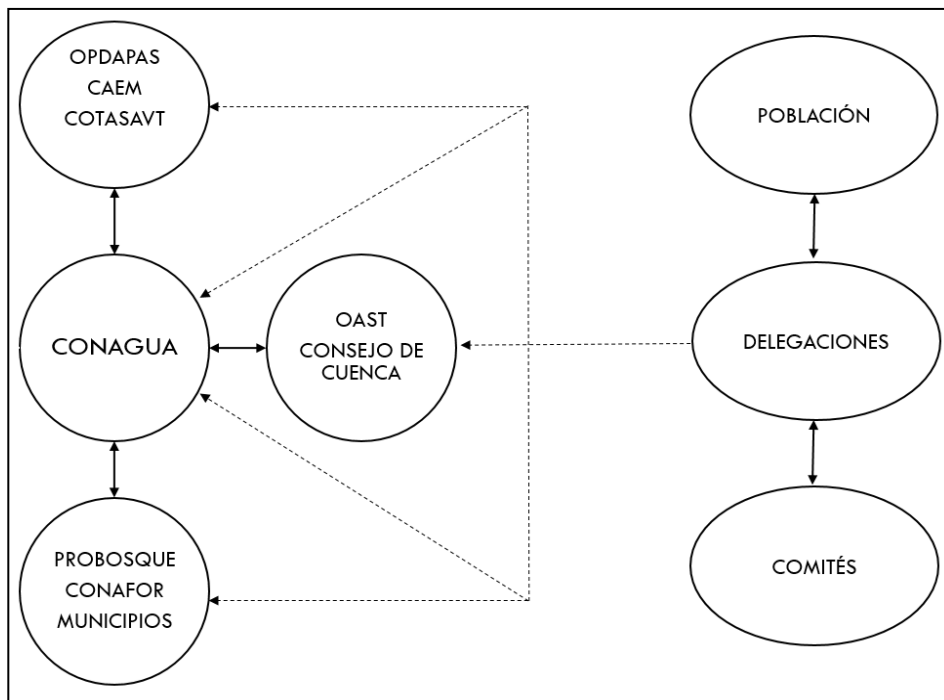 OPDAPAS
CAEM
COTASAVT
POBLACIÓN
CONAGUA
OAST
CONSEJO DE
CUENCA
DELEGACIONES
PROBOSQUE
CONAFOR
MUNICIPIOS
COMITÉS